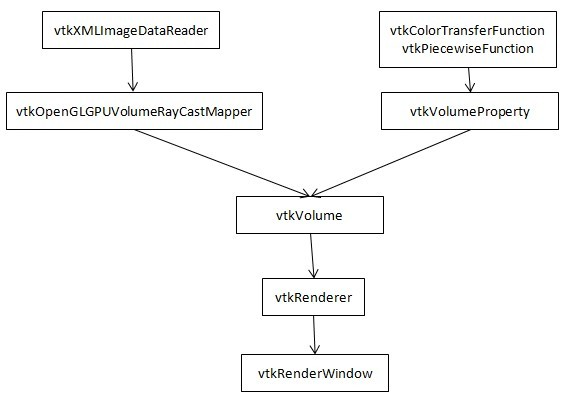 vtkXMLImageDataReader
vtkColorTransferFunction
vtkPiecewiseFunction
vtkOpenGLGPUVolumeRayCastMapper
vtkVolumeProperty
vtkVolume
vtkRenderer
vtkRenderWindow